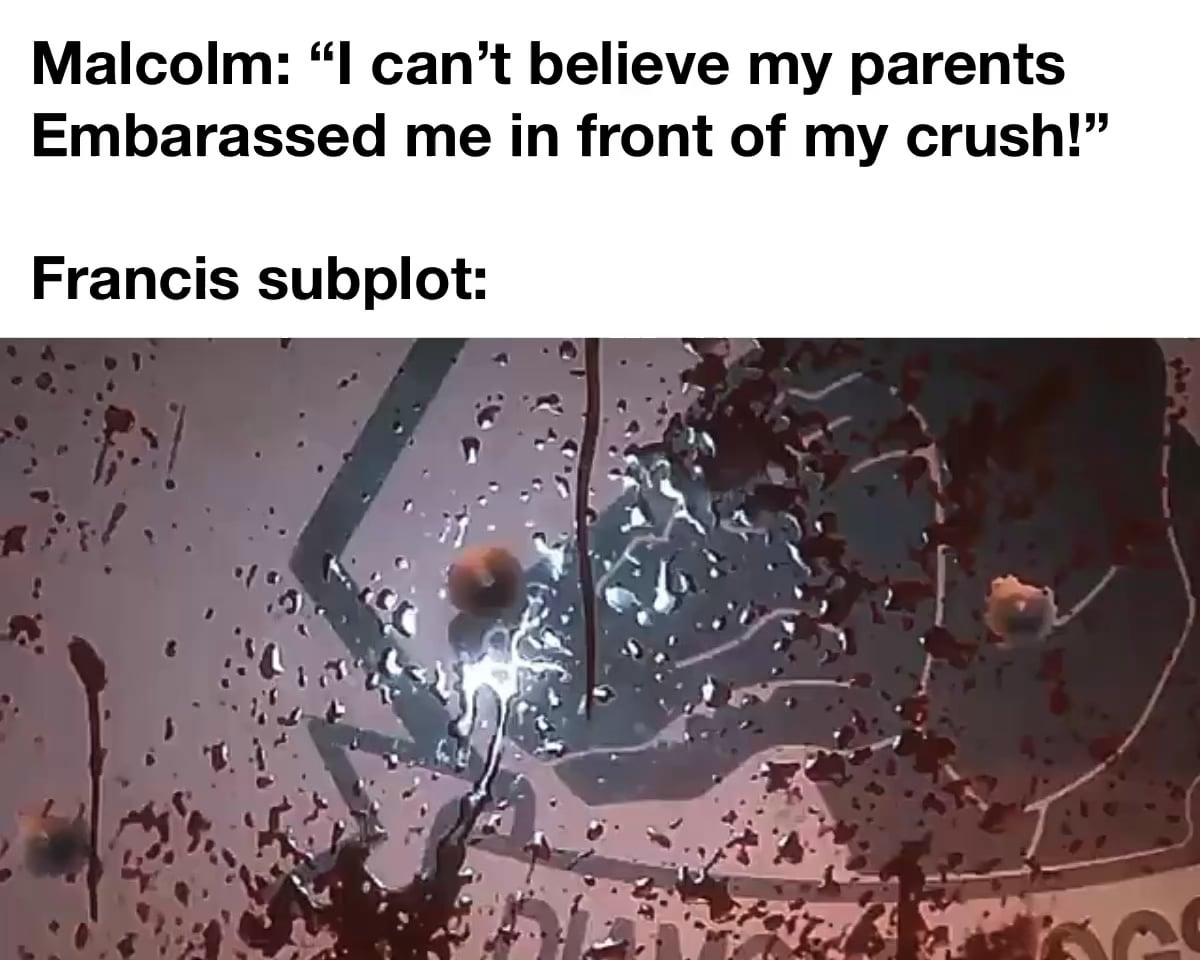 Malcolm: “I can’t believe my parents
Embarassed me in front of my crush!”
Francis subplot: